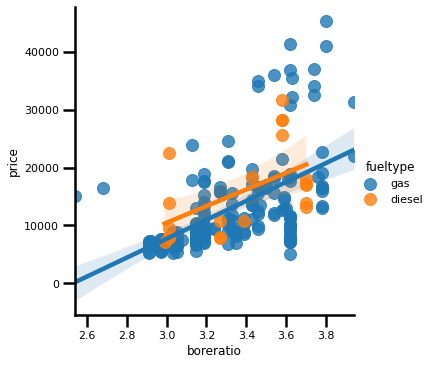 40000
30000
20000
10000
0
price
2.6 2.8 3.0 3.2 3.4 3.6 3.8
boreratio
fueltype
gas
diesel